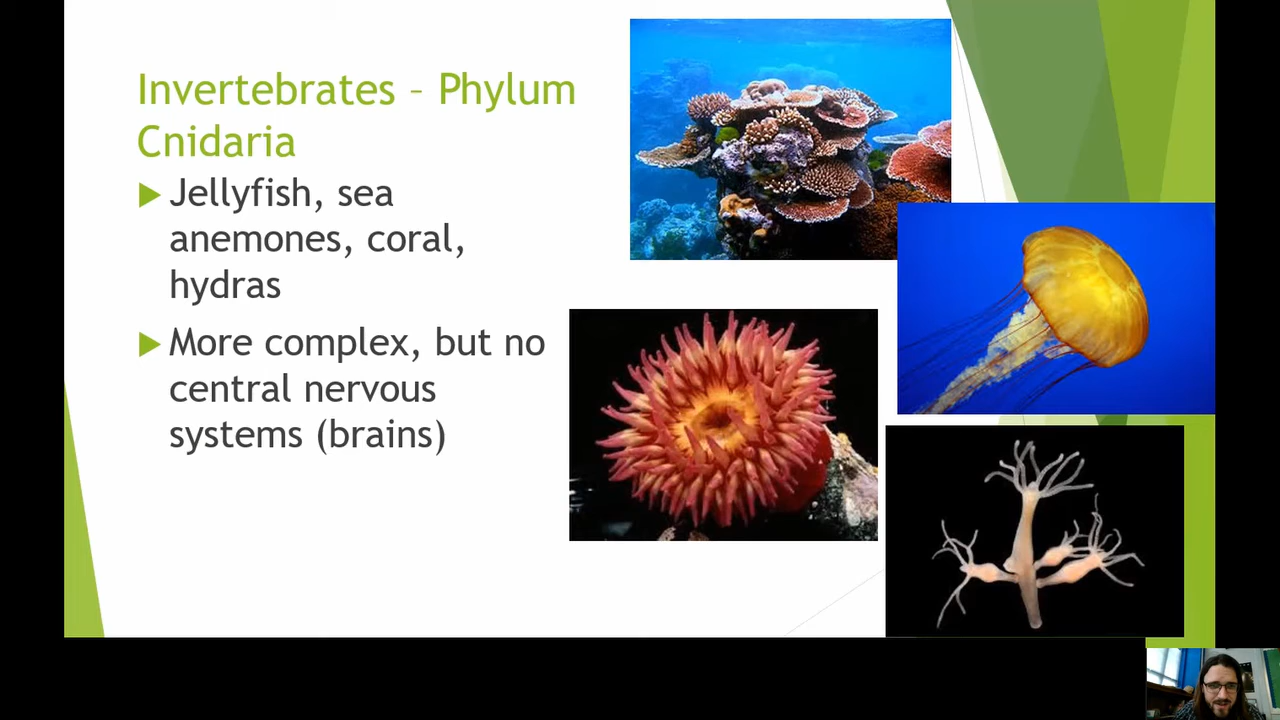 Invertebrates – Phylum
Cnidaria
Jellyfish, sea
anemones, coral,
hydras
More complex, but no
central nervous
systems (brains)